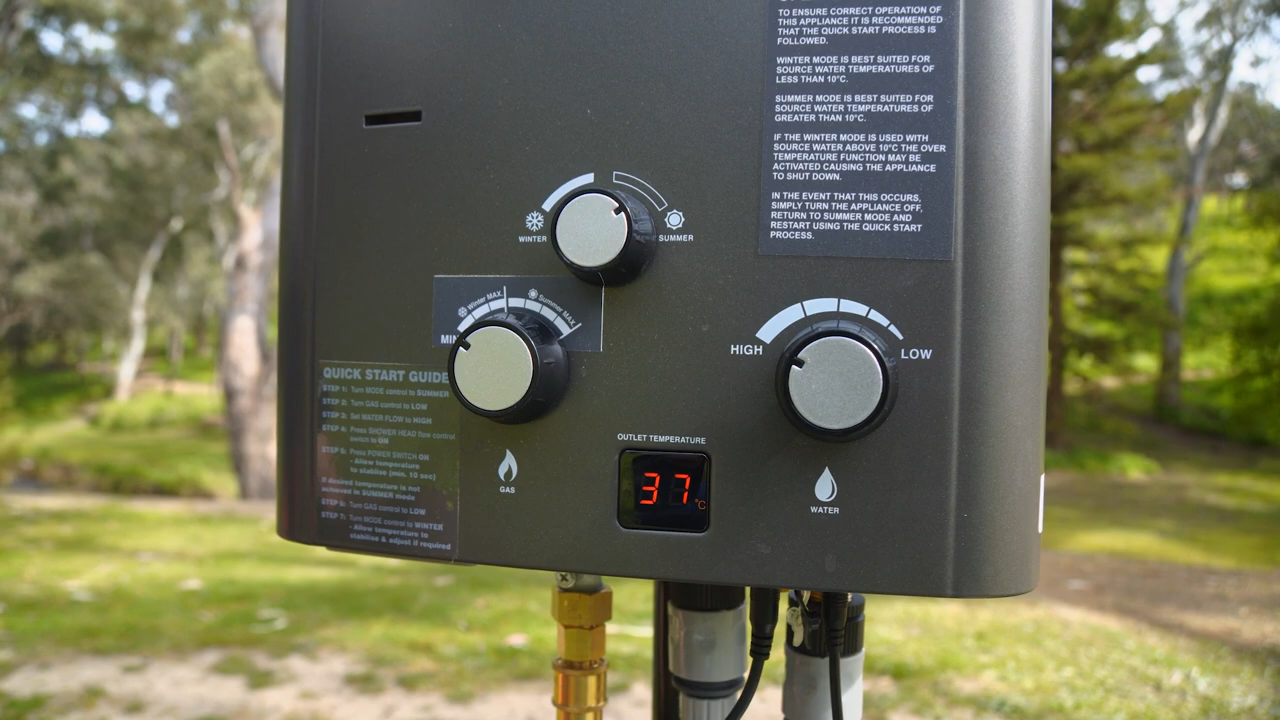 TO ENSURE CORRECT OPERATION OF
THIS APPLIANCE IT IS RECOMMENDED
THAT THE QUICK START PROCESS IS
FOLLOWED.
WINTER MODE IS BEST SUITED FOR
SOURCE WATER TEMPERATURES OF
LESS THAN 10°C.
SUMMER MODE IS BEST SUITED FOR
SOURCE WATER TEMPERATURES OF
GREATER THAN 10°C.
IF THE WINTER MODE IS USED WITH
SOURCE WATER ABOVE 10°C THE OVER
TEMPERATURE FUNCTION MAY BE
ACTIVATED CAUSING THE APPLIANCE
TO SHUT DOWN.
IN THE EVENT THAT THIS OCCURS,
SIMPLY TURN THE APPLIANCE OFF,
RETURN TO SUMMER MODE AND
RESTART USING THE QUICK START
PROCESS.
WINTER SUMMER
Winter MAX. Summer MAX.
MIN
HIGH LOW
QUICK START GUIDE
STEP 1: Turn MODE control to SUMMER
STEP 2: Turn GAS control to LOW
STEP 3: Set WATER FLOW to HIGH
STEP 4: Press SHOWER HEAD flow control
switch to ON
STEP 5: Press POWER SWITCH ON
- Allow temperature
to stabilise (min. 10 sec)
If desired temperature is not
achieved in SUMMER mode
STEP 6: Turn GAS control to LOW
STEP 7: Turn MODE control to WINTER
- Allow temperature to
stabilise & adjust if required
GAS
OUTLET TEMPERATURE
37 °C
WATER